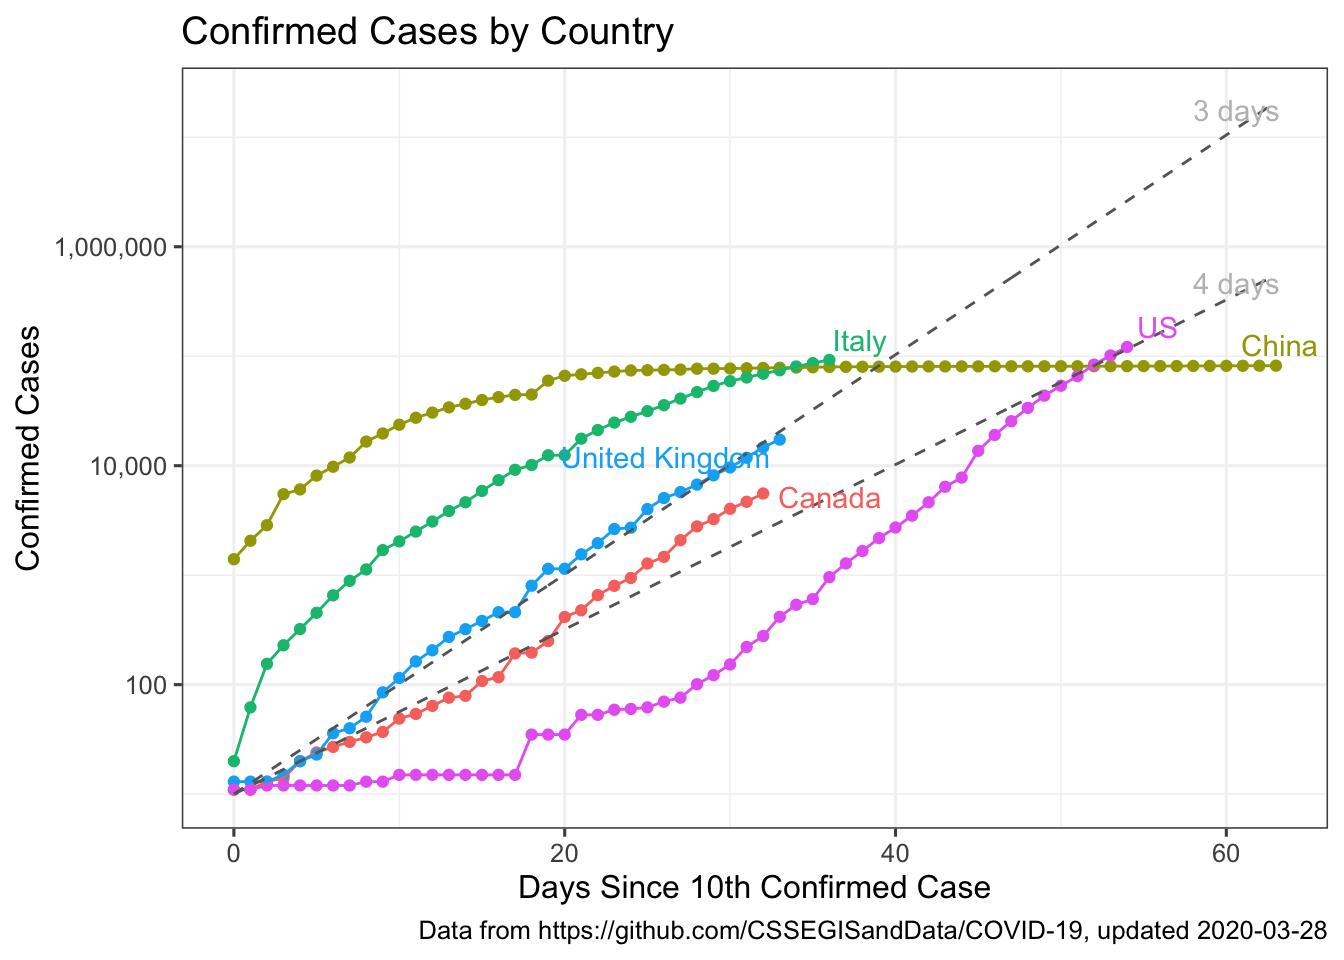 Confirmed Cases by Country
3 days
1,000,000
4 days
US
Italy
China
United Kingdom
10,000
Canada
100
Confirmed Cases
0 20 40 60
Days Since 10th Confirmed Case
Data from https://github.com/CSSEGISandData/COVID-19, updated 2020-03-28